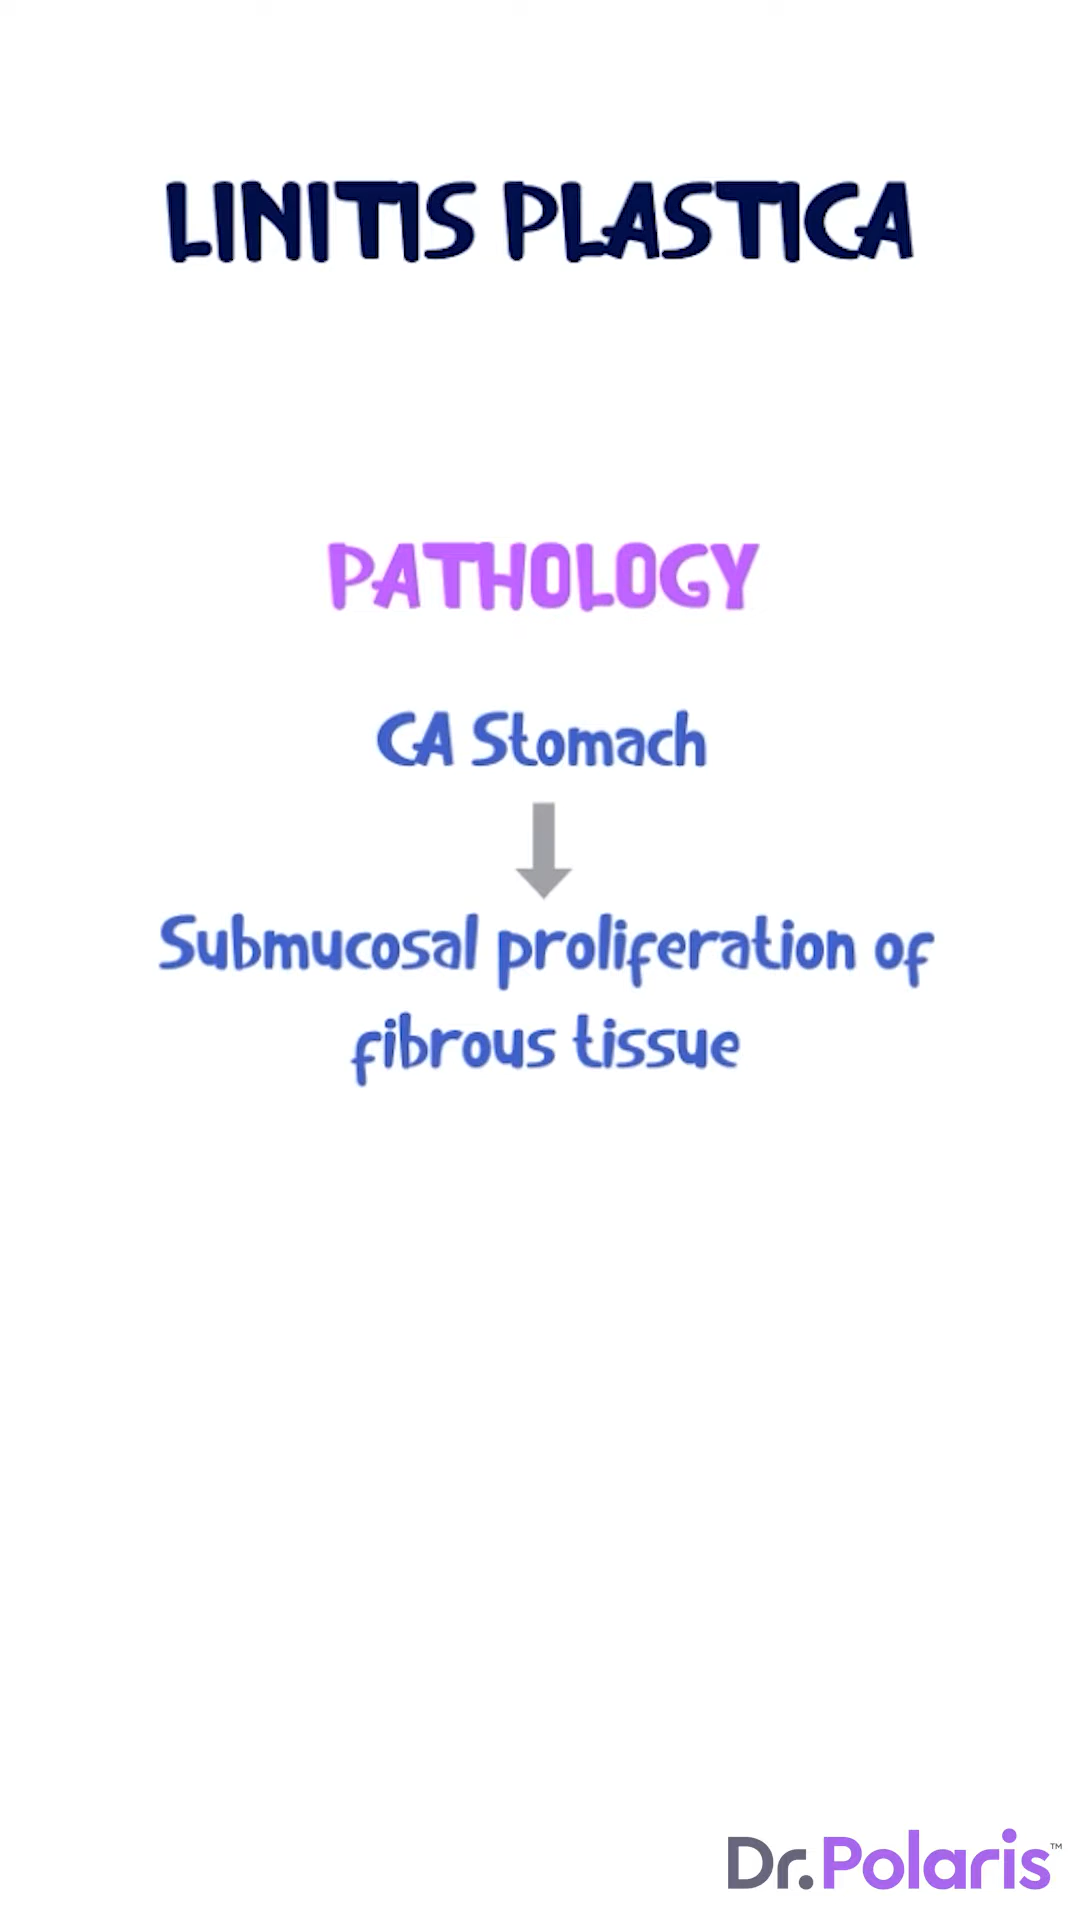 LINITIS PLASTICA
PATHOLOGY
CA Stomach
Submucosal proliferation of
fibrous tissue
Dr.Polaris™